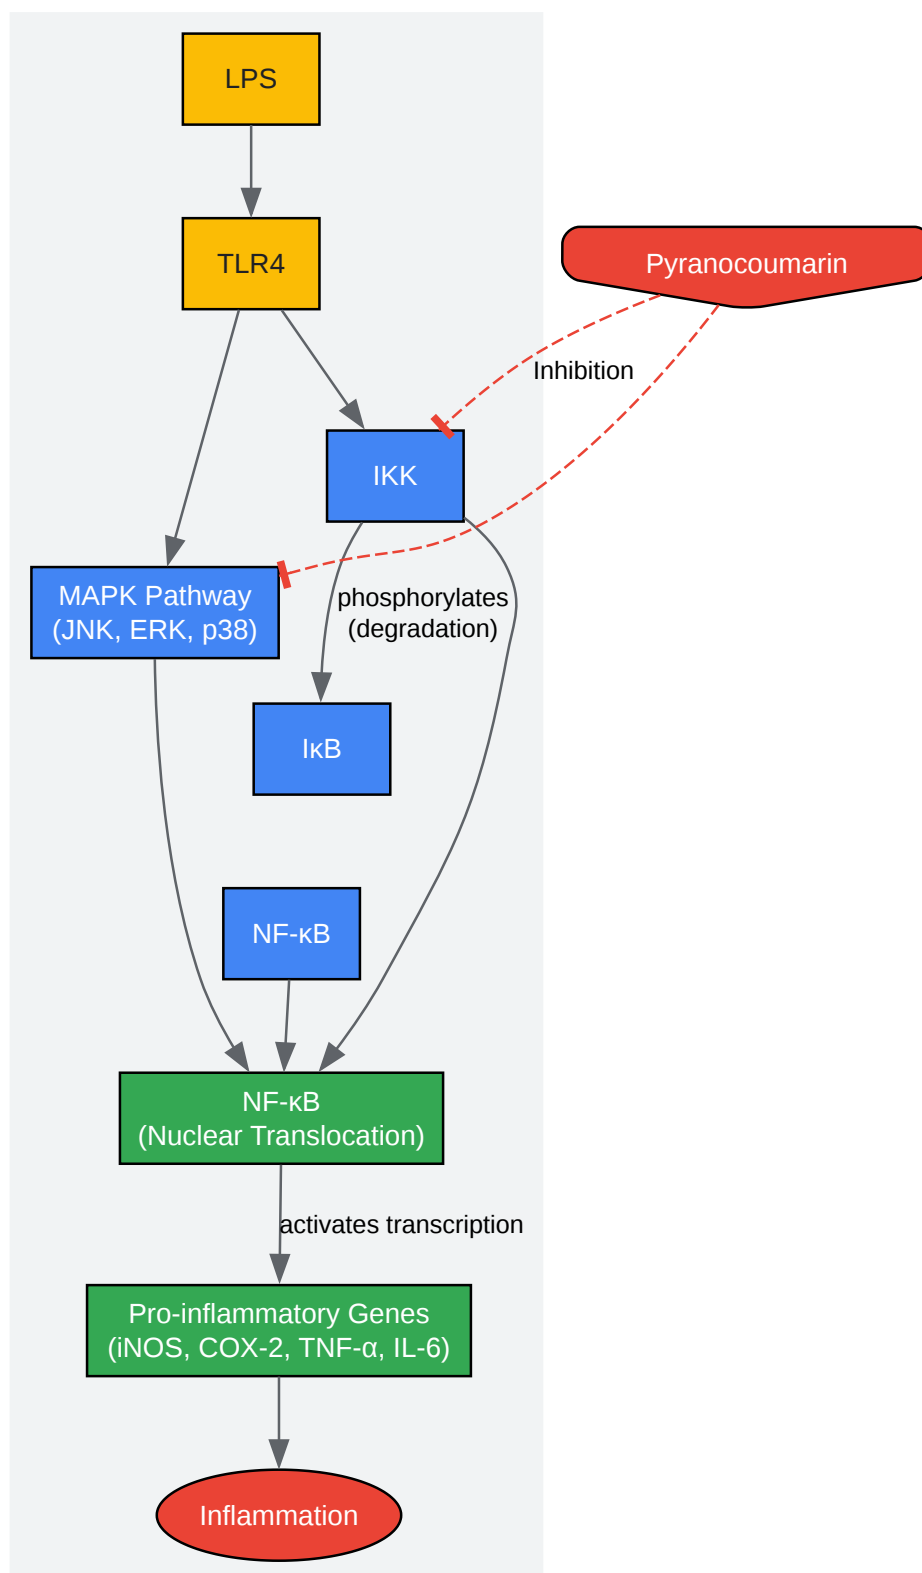 LPS
TLR4
Pyranocoumarin
Inhibition
IKK
MAPK Pathway
(JNK, ERK, p38)
phosphorylates
(degradation)
IκB
NF-κB
NF-κB
(Nuclear Translocation)
activates transcription
Pro-inflammatory Genes
(iNOS, COX-2, TNF-α, IL-6)
Inflammation